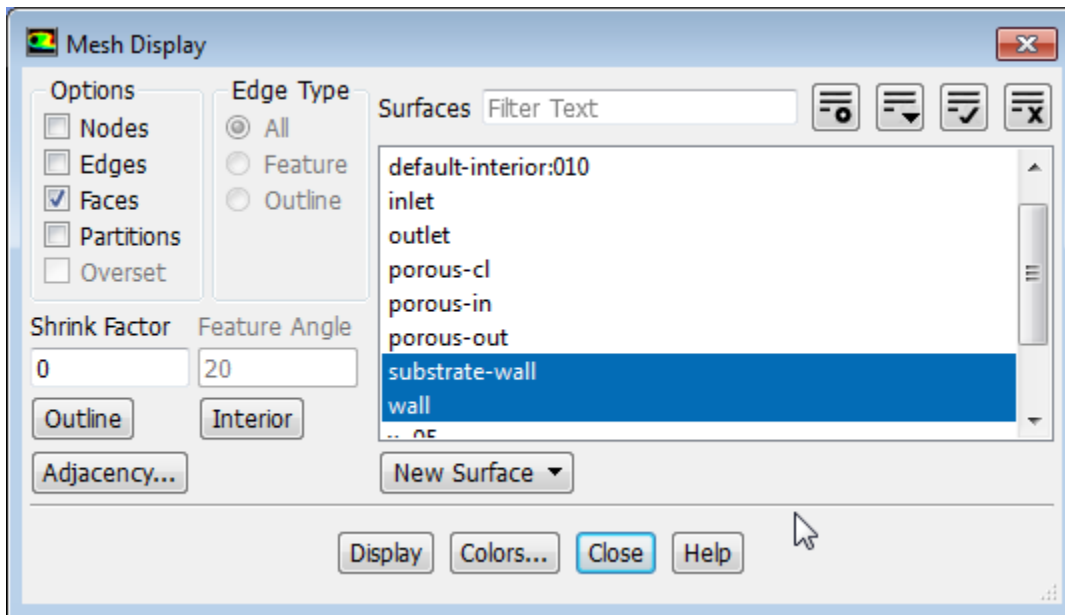 Mesh Display
Options
Nodes
Edges
Faces
Partitions
Overset
Edge Type
All
Feature
Outline
Surfaces Filter Text
default-interior:010
inlet
outlet
porous-cl
porous-in
porous-out
substrate-wall
wall
Shrink Factor
0
Feature Angle
20
Outline
Interior
Adjacency...
New Surface
Display Colors... Close Help